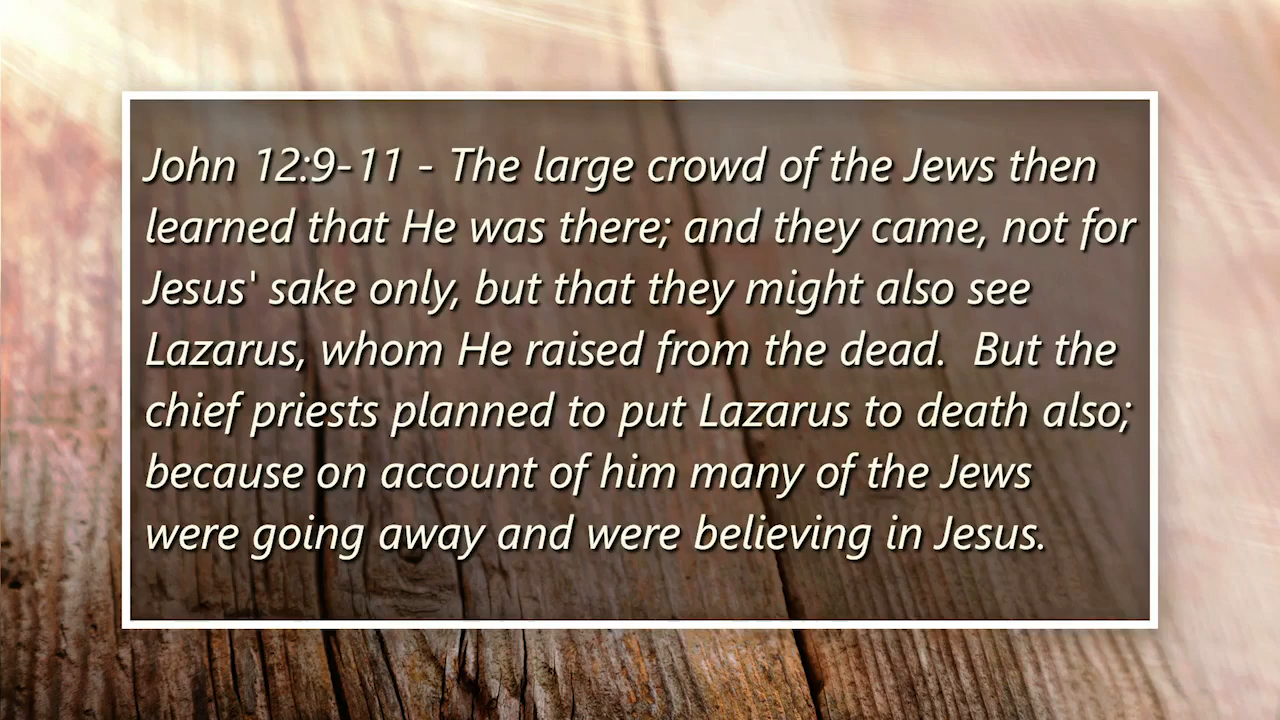 John 12:9-11 - The large crowd of the Jews then
learned that He was there; and they came, not for
Jesus' sake only, but that they might also see
Lazarus, whom He raised from the dead.  But the
chief priests planned to put Lazarus to death also;
because on account of him many of the Jews
were going away and were believing in Jesus.